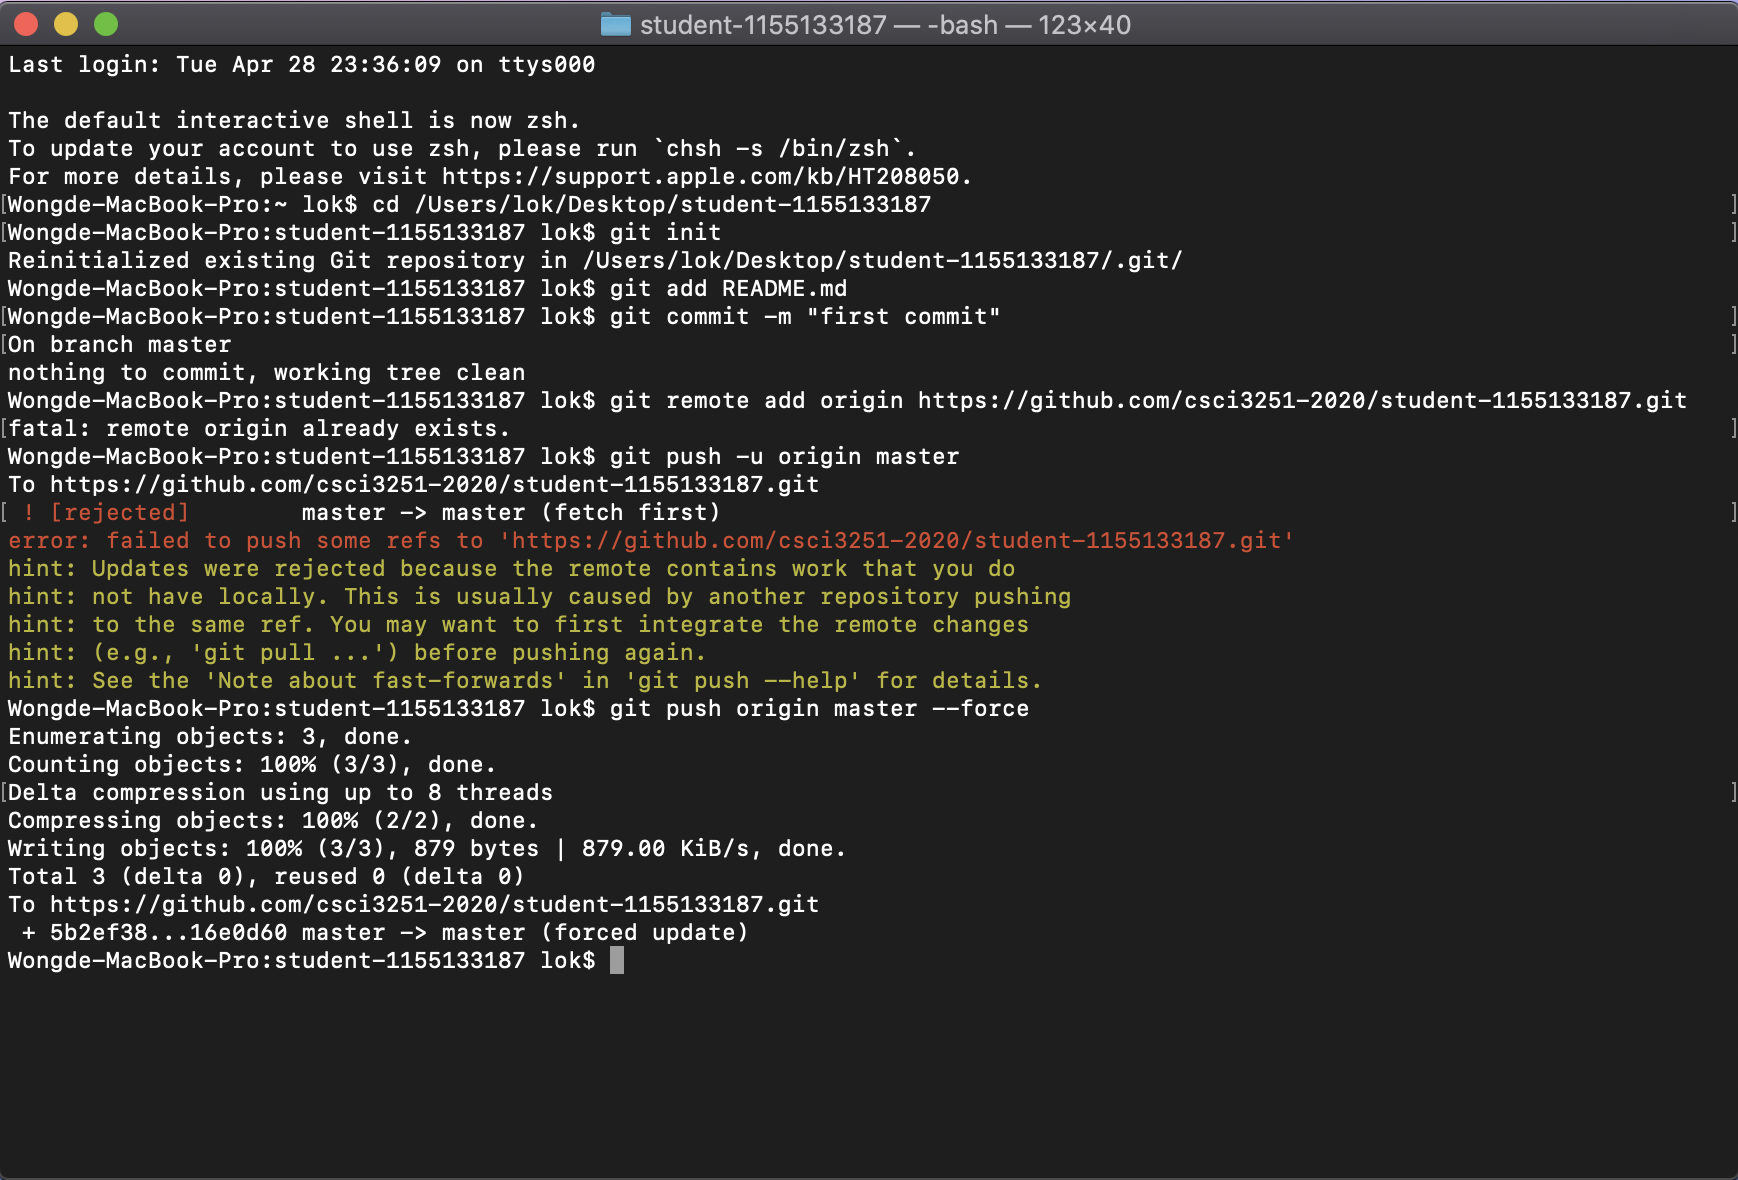 student-1155133187 — -bash — 123×40
Last login: Tue Apr 28 23:36:09 on ttys000
The default interactive shell is now zsh.
To update your account to use zsh, please run `chsh -s /bin/zsh`.
For more details, please visit https://support.apple.com/kb/HT208050.
[Wongde-MacBook-Pro:~ lok$ cd /Users/lok/Desktop/student-1155133187 ]
[Wongde-MacBook-Pro:student-1155133187 lok$ git init ]
Reinitialized existing Git repository in /Users/lok/Desktop/student-1155133187/.git/
Wongde-MacBook-Pro:student-1155133187 lok$ git add README.md
[Wongde-MacBook-Pro:student-1155133187 lok$ git commit -m "first commit" ]
[On branch master ]
nothing to commit, working tree clean
Wongde-MacBook-Pro:student-1155133187 lok$ git remote add origin https://github.com/csci3251-2020/student-1155133187.git
[fatal: remote origin already exists. ]
Wongde-MacBook-Pro:student-1155133187 lok$ git push -u origin master
To https://github.com/csci3251-2020/student-1155133187.git
[ ! [rejected]        master -> master (fetch first) ]
error: failed to push some refs to 'https://github.com/csci3251-2020/student-1155133187.git'
hint: Updates were rejected because the remote contains work that you do
hint: not have locally. This is usually caused by another repository pushing
hint: to the same ref. You may want to first integrate the remote changes
hint: (e.g., 'git pull ...') before pushing again.
hint: See the 'Note about fast-forwards' in 'git push --help' for details.
Wongde-MacBook-Pro:student-1155133187 lok$ git push origin master --force
Enumerating objects: 3, done.
Counting objects: 100% (3/3), done.
[Delta compression using up to 8 threads ]
Compressing objects: 100% (2/2), done.
Writing objects: 100% (3/3), 879 bytes | 879.00 KiB/s, done.
Total 3 (delta 0), reused 0 (delta 0)
To https://github.com/csci3251-2020/student-1155133187.git
 + 5b2ef38...16e0d60 master -> master (forced update)
Wongde-MacBook-Pro:student-1155133187 lok$